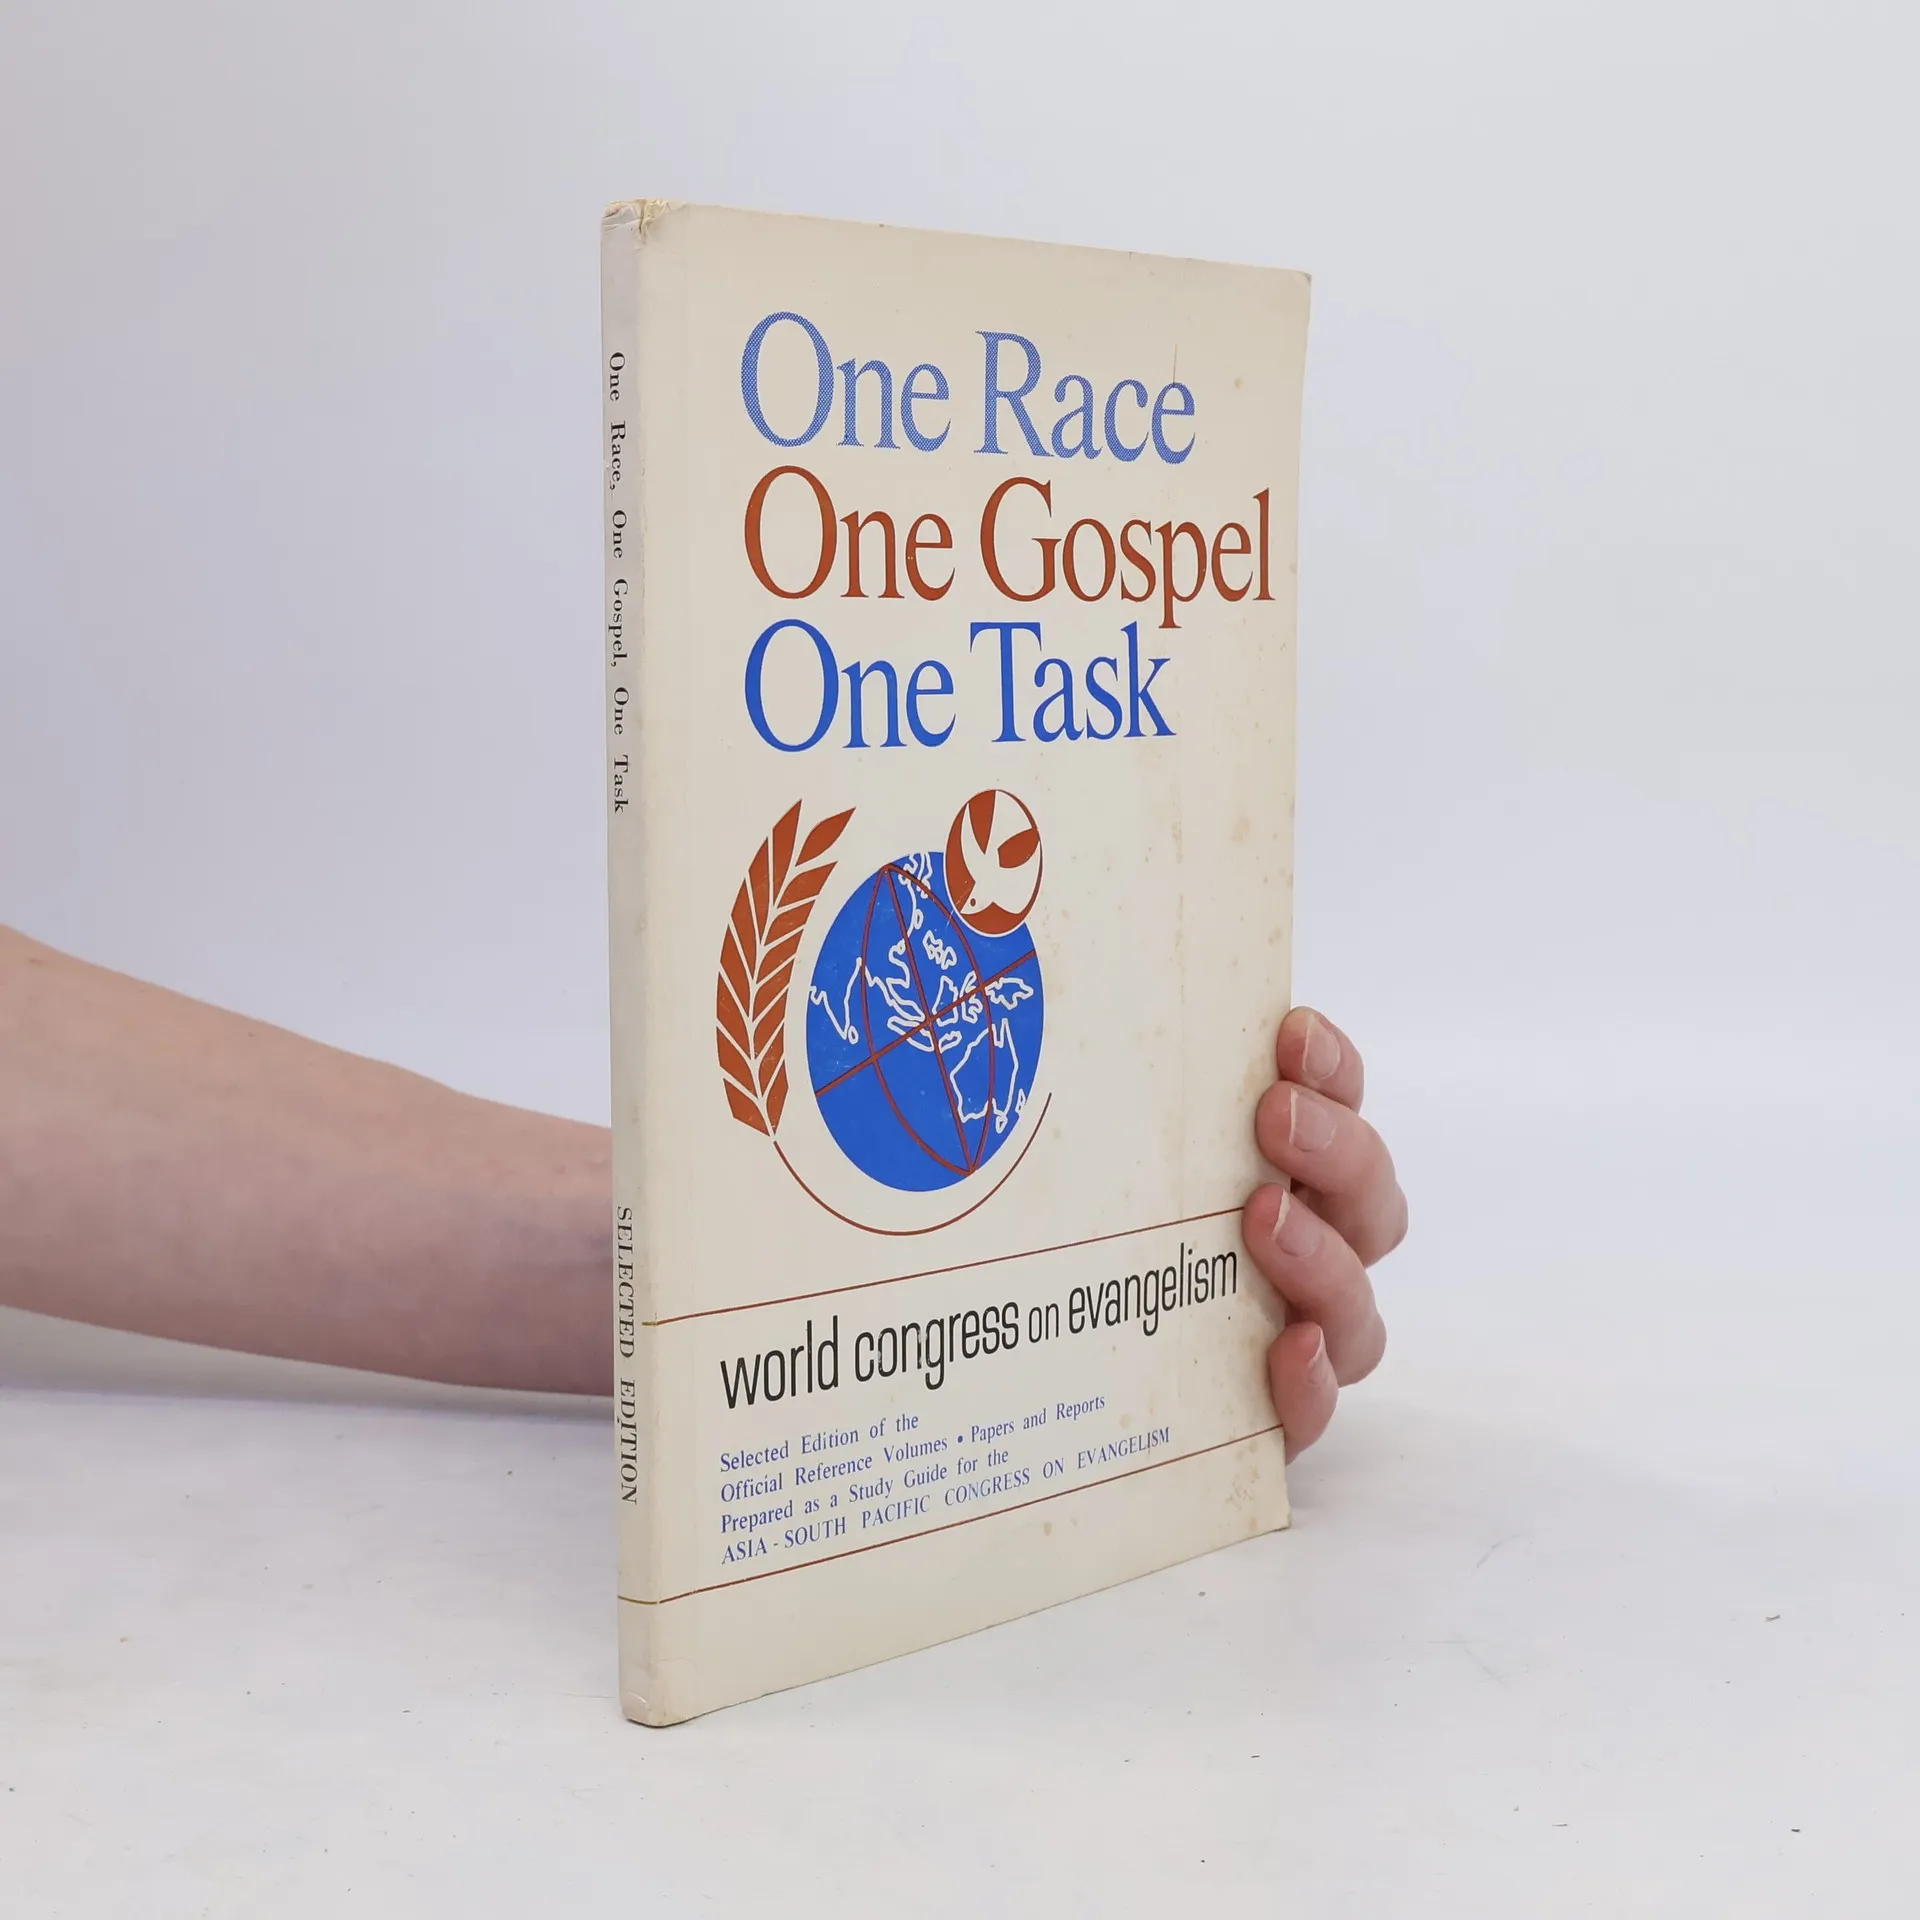 One Race, One Gospel, One Task
SELECTED EDITION
One Race
One Gospel
One Task
world congress on evangelism
Selected Edition of the
Official Reference Volumes • Papers and Reports
Prepared as a Study Guide for the
ASIA - SOUTH PACIFIC CONGRESS ON EVANGELISM